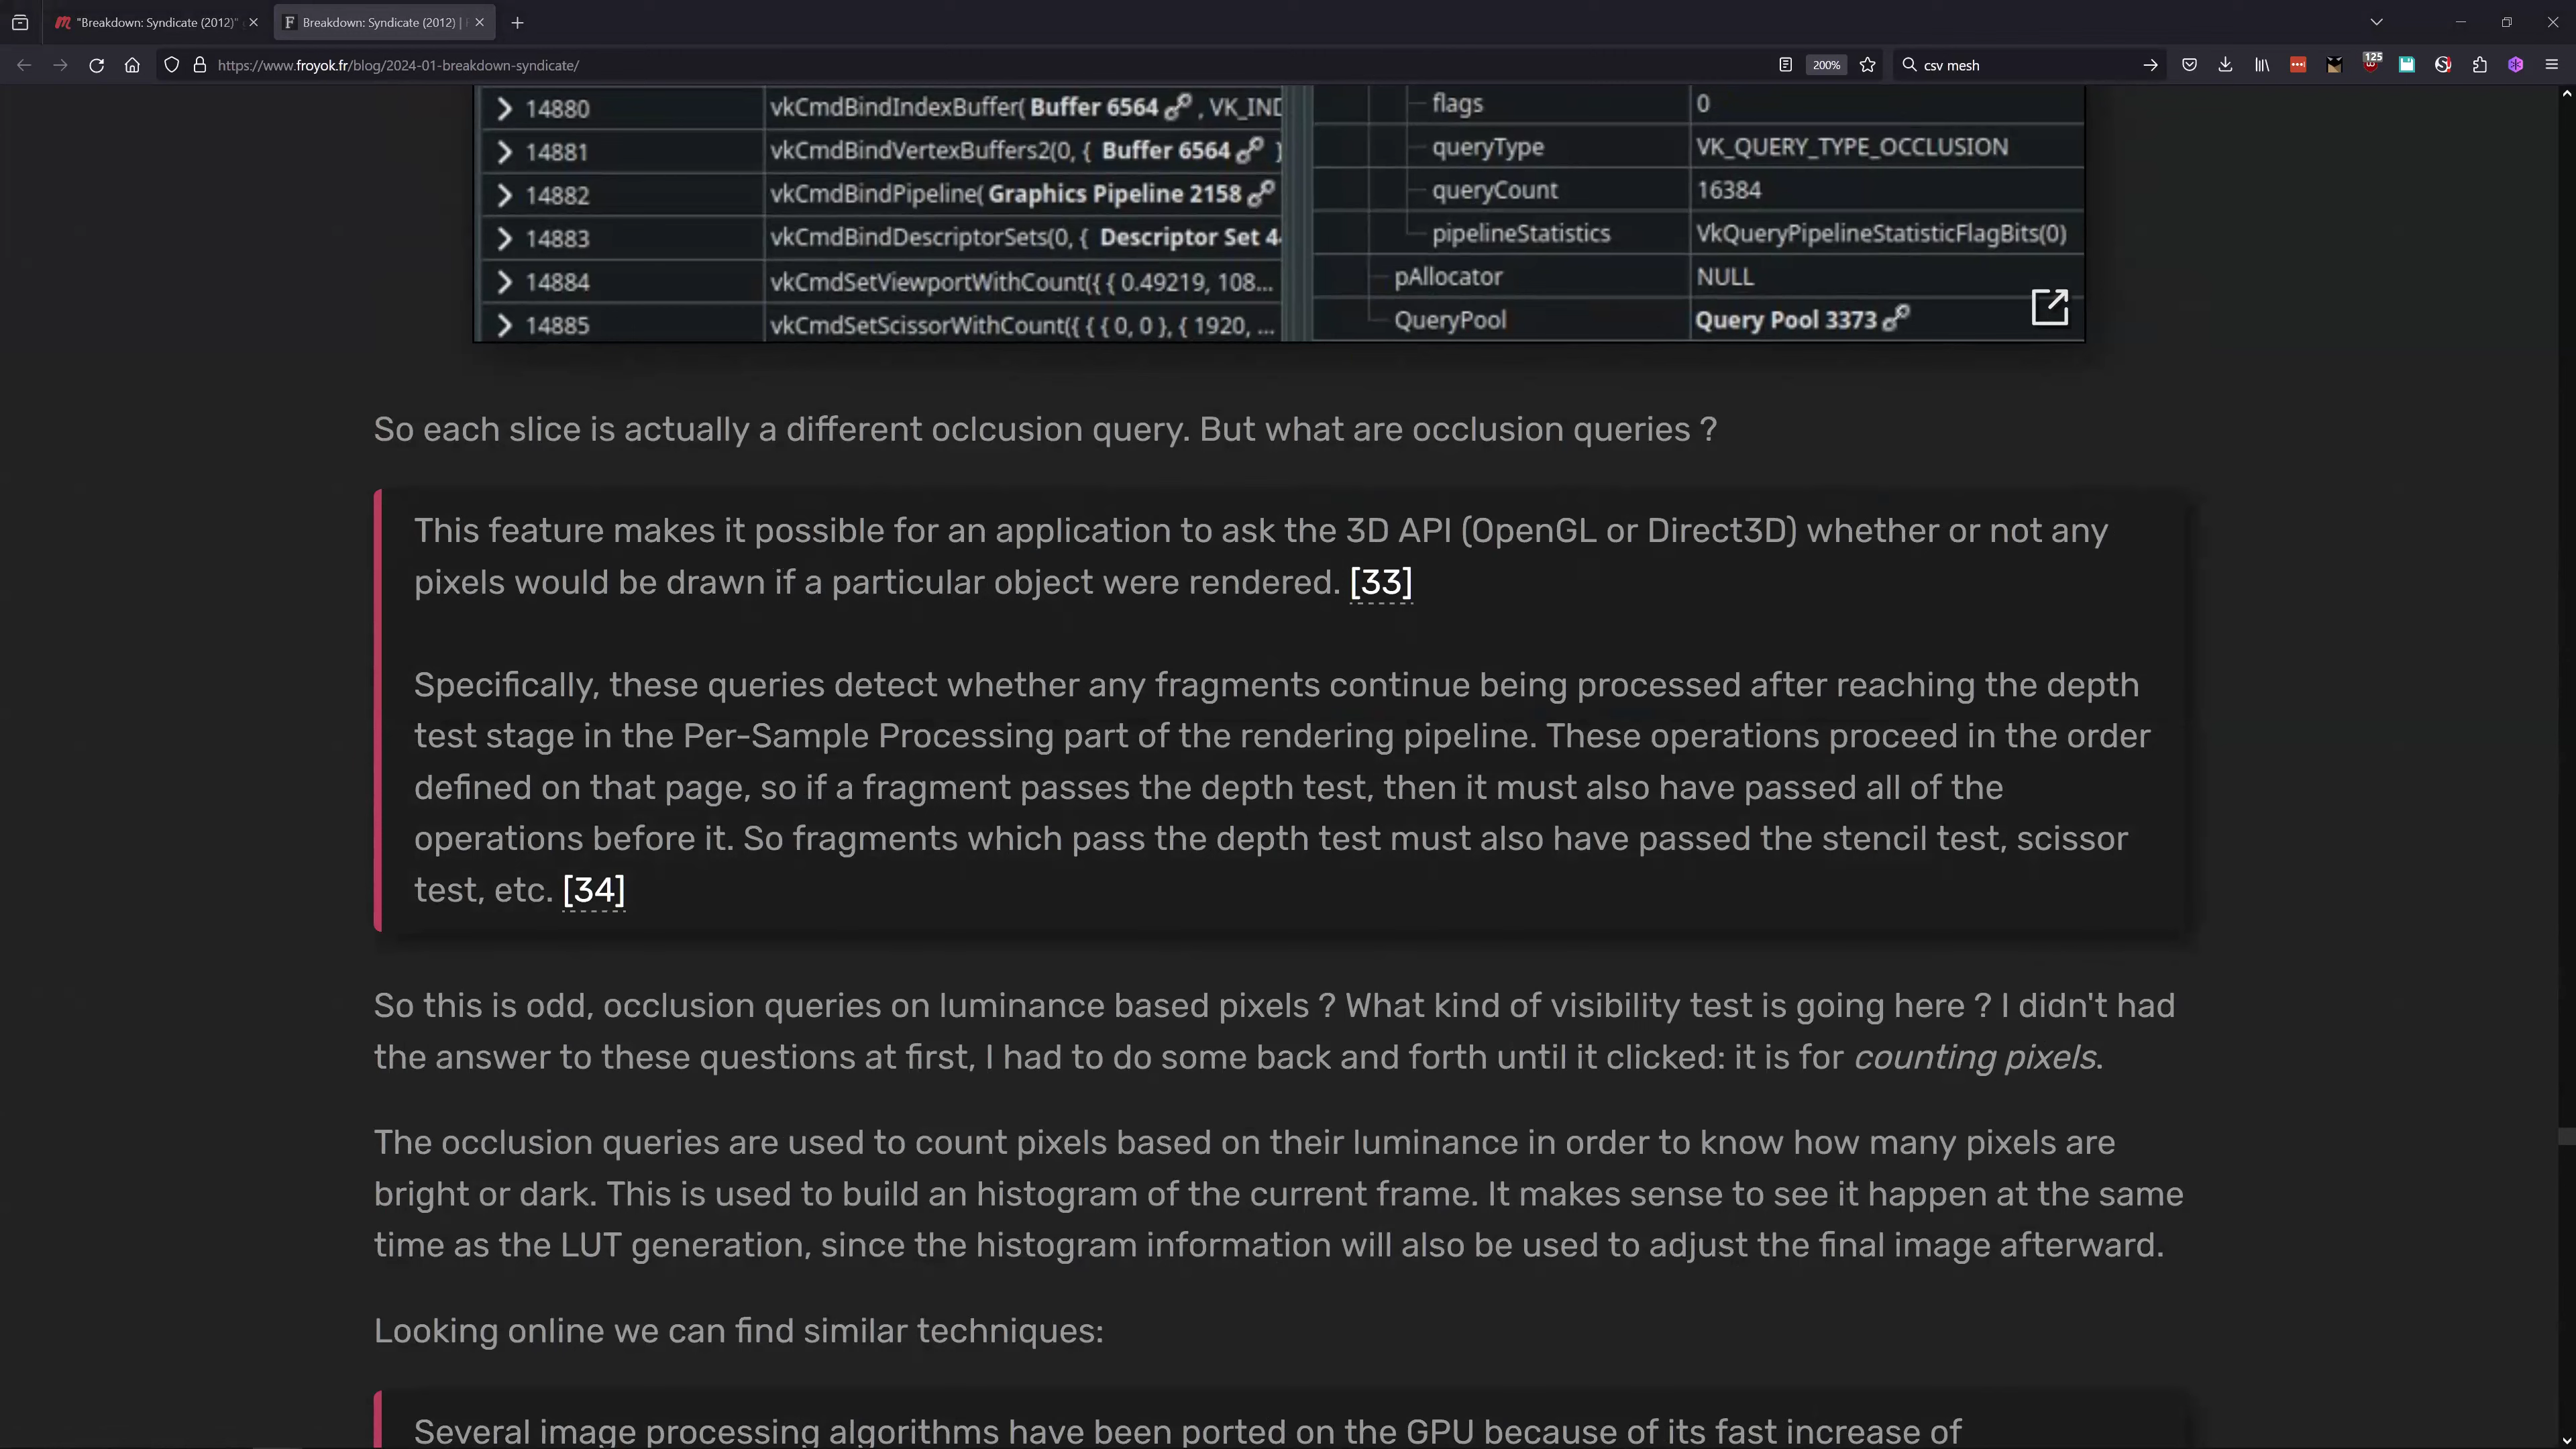 "Breakdown: Syndicate (2012)"
Breakdown: Syndicate (2012) |
https://www.froyok.fr/blog/2024-01-breakdown-syndicate/
200%
csv mesh
125
14880 vkCmdBindIndexBuffer( Buffer 6564 , VK_IND
14881 vkCmdBindVertexBuffers2(0, { Buffer 6564 }
14882 vkCmdBindPipeline( Graphics Pipeline 2158
14883 vkCmdBindDescriptorSets(0, { Descriptor Set 4
14884 vkCmdSetViewportWithCount({ { 0.49219, 108...
14885 vkCmdSetScissorWithCount({ { { 0, 0 }, { 1920, ...
flags 0
queryType VK_QUERY_TYPE_OCCLUSION
queryCount 16384
pipelineStatistics VkQueryPipelineStatisticFlagBits(0)
pAllocator NULL
QueryPool Query Pool 3373
So each slice is actually a different oclcusion query. But what are occlusion queries ?
This feature makes it possible for an application to ask the 3D API (OpenGL or Direct3D) whether or not any
pixels would be drawn if a particular object were rendered. [33]
Specifically, these queries detect whether any fragments continue being processed after reaching the depth
test stage in the Per-Sample Processing part of the rendering pipeline. These operations proceed in the order
defined on that page, so if a fragment passes the depth test, then it must also have passed all of the
operations before it. So fragments which pass the depth test must also have passed the stencil test, scissor
test, etc. [34]
So this is odd, occlusion queries on luminance based pixels ? What kind of visibility test is going here ? I didn't had
the answer to these questions at first, I had to do some back and forth until it clicked: it is for counting pixels.
The occlusion queries are used to count pixels based on their luminance in order to know how many pixels are
bright or dark. This is used to build an histogram of the current frame. It makes sense to see it happen at the same
time as the LUT generation, since the histogram information will also be used to adjust the final image afterward.
Looking online we can find similar techniques:
Several image processing algorithms have been ported on the GPU because of its fast increase of